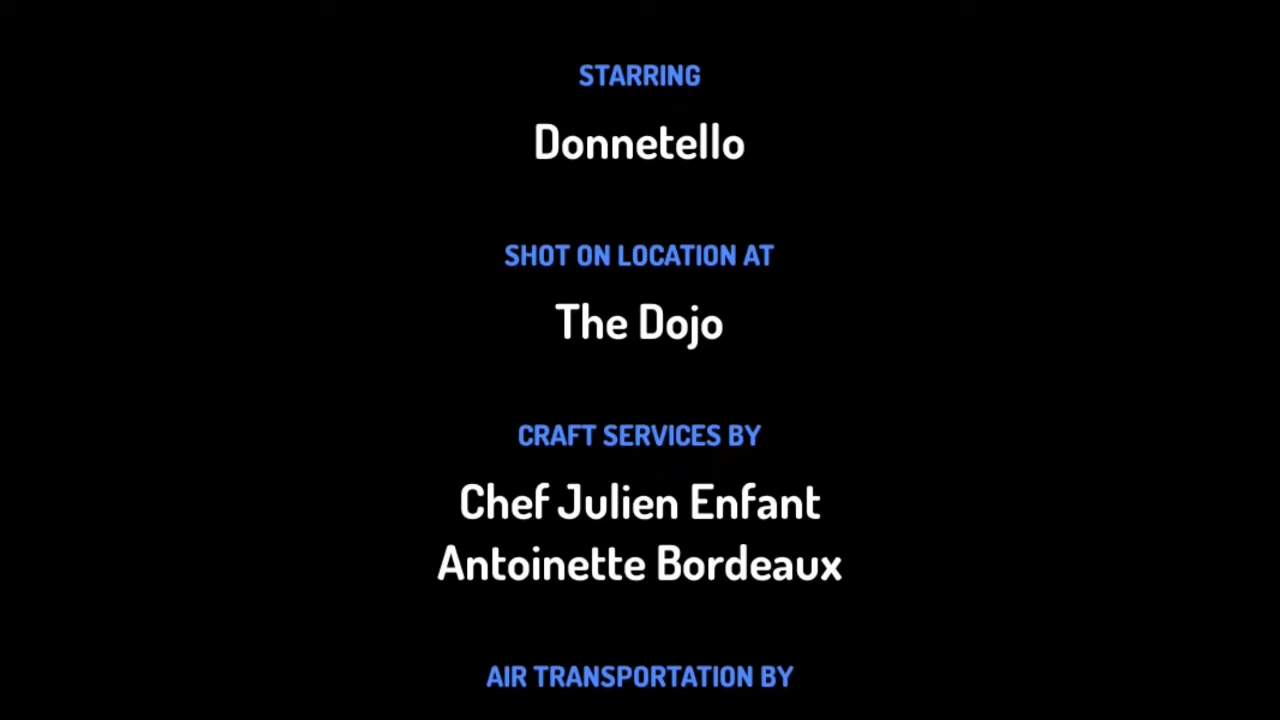 STARRING
Donnetello
SHOT ON LOCATION AT
The Dojo
CRAFT SERVICES BY
Chef Julien Enfant
Antoinette Bordeaux
AIR TRANSPORTATION BY